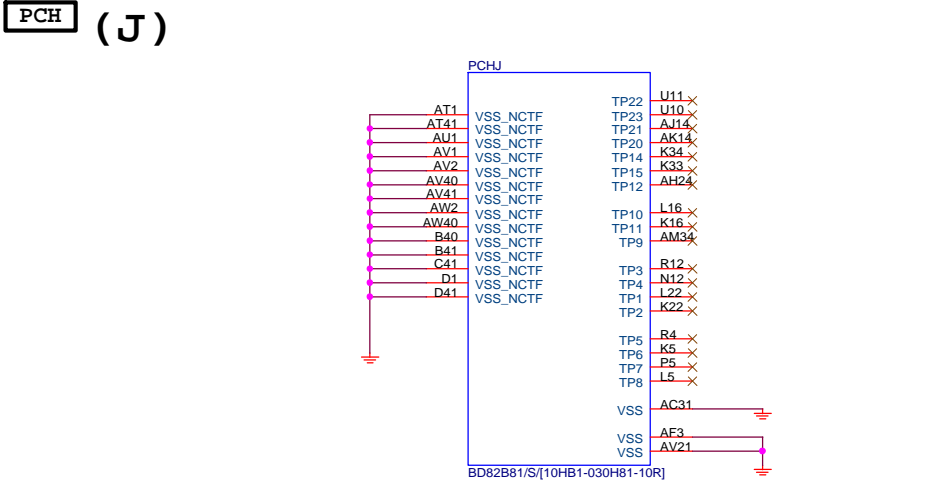 PCH (J)
PCHJ
AT1 VSS_NCTF
AT41 VSS_NCTF
AU1 VSS_NCTF
AV1 VSS_NCTF
AV2 VSS_NCTF
AV40 VSS_NCTF
AV41 VSS_NCTF
AW2 VSS_NCTF
AW40 VSS_NCTF
B40 VSS_NCTF
B41 VSS_NCTF
C41 VSS_NCTF
D1 VSS_NCTF
D41 VSS_NCTF
TP22 U11
TP23 U10
TP21 AJ14
TP20 AK14
TP14 K34
TP15 K33
TP12 AH24
TP10 L16
TP11 K16
TP9 AM34
TP3 R12
TP4 N12
TP1 L22
TP2 K22
TP5 R4
TP6 K5
TP7 P5
TP8 L5
VSS AC31
VSS AF3
VSS AV21
BD82B81/S/[10HB1-030H81-10R]